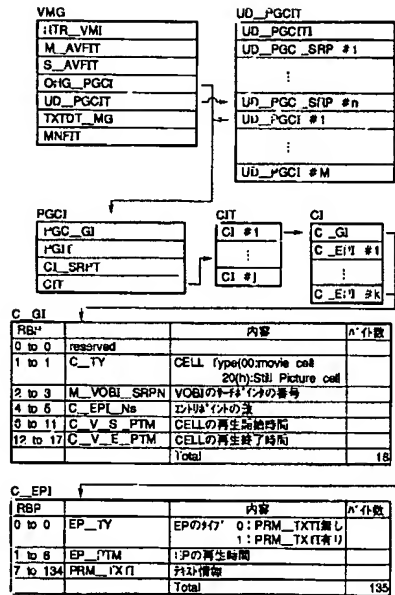 VMG
RTR_VMI
M_AVFIT
S_AVFIT
ORG_PGCI
UD_PGCIT
TXTDT_MG
MNFIT
UD_PGCIT
UD_PGCITI
UD_PGC_SRP #1
⋮
UD_PGC_SRP #n
UD_PGCI #1
⋮
UD_PGCI #M
PGCI
PGC_GI
PGIT
CI_SRPT
CIT
CIT
CI #1
⋮
CI #j
CI
C_GI
C_EPI #1
⋮
C_EPI #k
C_GI
RBP 内容 バイト数
0 to 0 reserved
1 to 1 C_TY CELL Type(00:movie cell
20(h):Still Picture cell
2 to 3 M_VOBI_SRPN VOBIのサーチポインタの番号
4 to 5 C_EPI_Ns エントリポイントの数
6 to 11 C_V_S_PTM CELLの再生開始時間
12 to 17 C_V_E_PTM CELLの再生終了時間
Total 18
C_EPI
RBP 内容 バイト数
0 to 0 EP_TY EPのタイプ 0:PRM_TXTI無し
1:PRM_TXTI有り
1 to 6 EP_PTM EPの再生時間
7 to 134 PRM_TXTI テキスト情報
Total 135